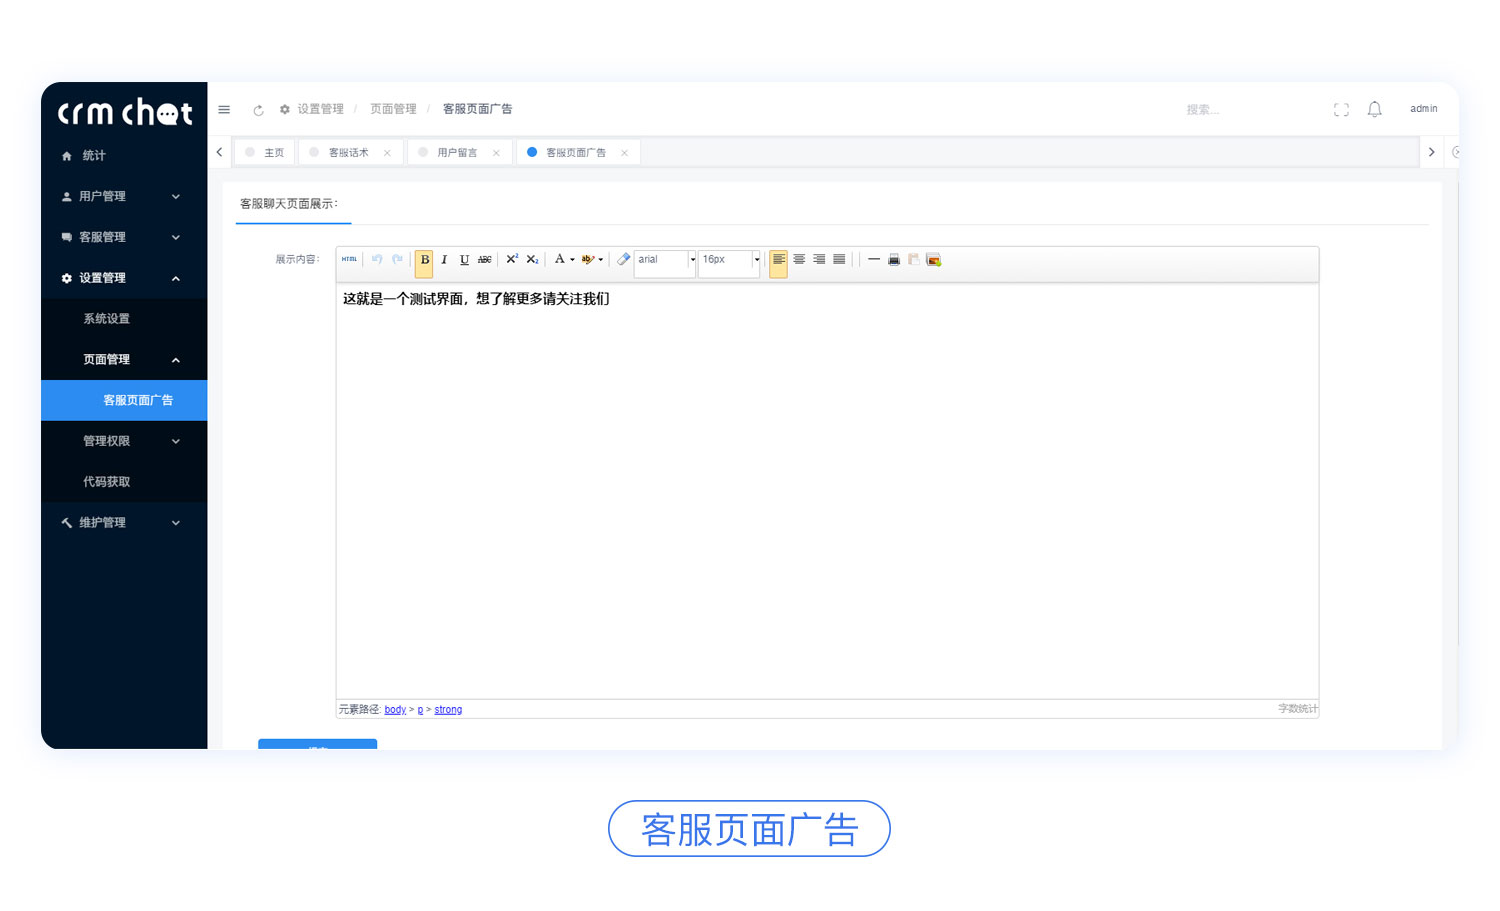 crm chat
设置管理 / 页面管理 / 客服页面广告
搜索...
admin
统计
用户管理
客服管理
设置管理
系统设置
页面管理
客服页面广告
管理权限
代码获取
维护管理
主页
客服话术
用户留言
客服页面广告
客服聊天页面展示:
展示内容:
HTML B I U ABC X² X₂ A ab arial 16px
这就是一个测试界面，想了解更多请关注我们
元素路径: body > p > strong
字数统计
客服页面广告